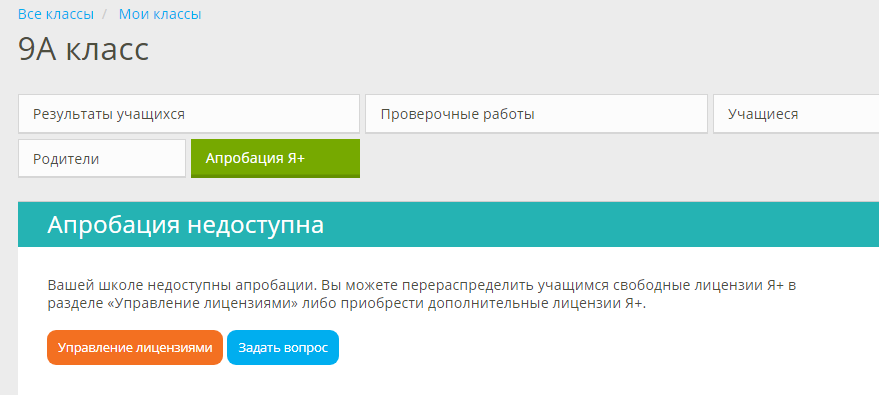 Все классы / Мои классы
9А класс
Результаты учащихся
Проверочные работы
Учащиеся
Родители
Апробация Я+
Апробация недоступна
Вашей школе недоступны апробации. Вы можете перераспределить учащимся свободные лицензии Я+ в
разделе «Управление лицензиями» либо приобрести дополнительные лицензии Я+.
Управление лицензиями
Задать вопрос